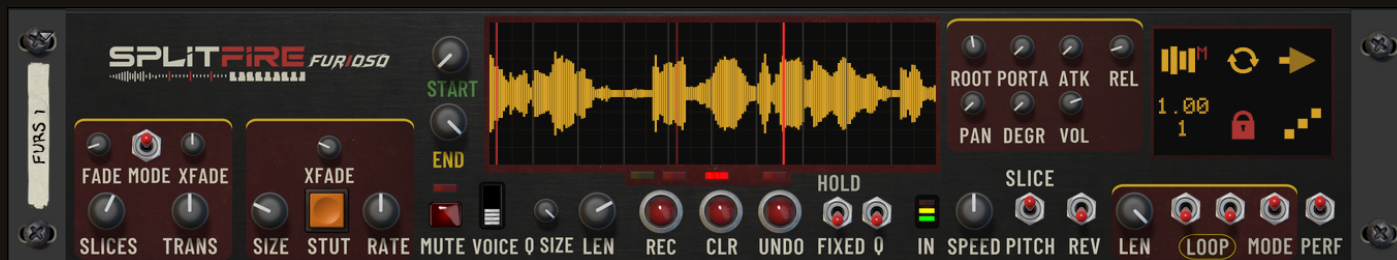 FURS 1
SPLITFIRE FURIOSO
FADE MODE XFADE
SLICES TRANS
XFADE
SIZE STUT RATE
START
END
MUTE VOICE Q SIZE LEN
REC CLR UNDO
HOLD
FIXED Q
IN
ROOT PORTA ATK REL
PAN DEGR VOL
M
1.00
1
SLICE
SPEED PITCH REV
LEN LOOP MODE PERF